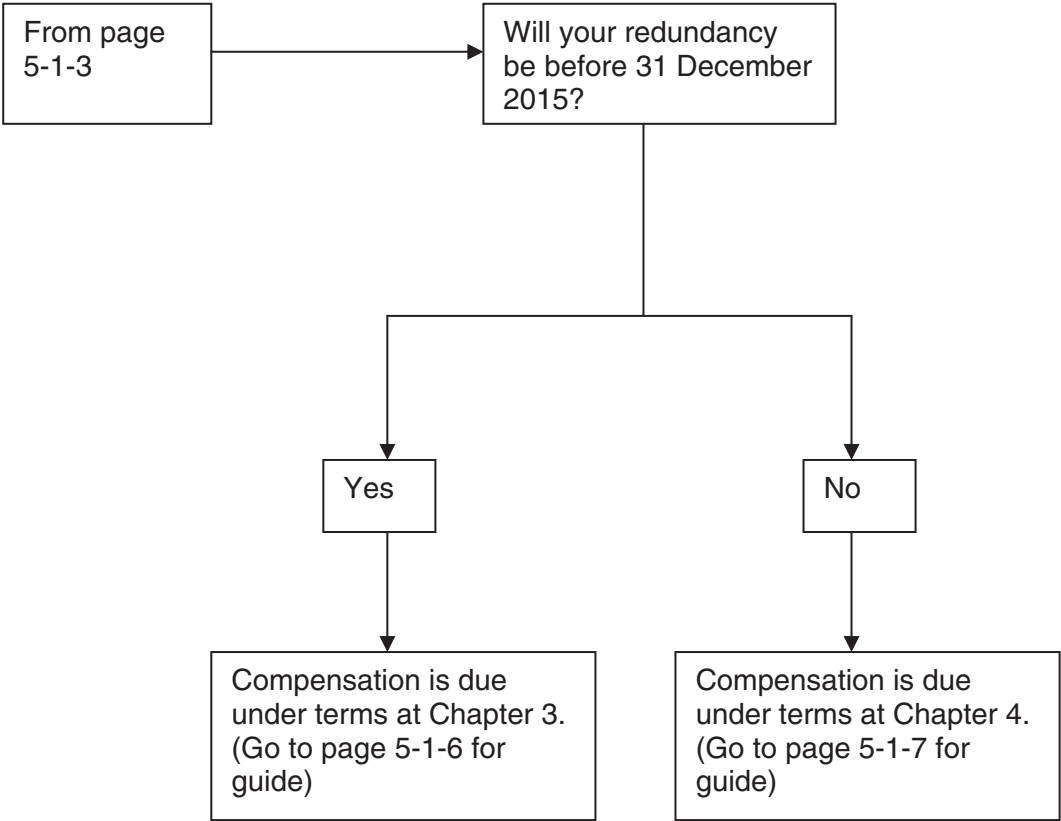 From page
5-1-3
Will your redundancy
be before 31 December
2015?
Yes
No
Compensation is due
under terms at Chapter 3.
(Go to page 5-1-6 for
guide)
Compensation is due
under terms at Chapter 4.
(Go to page 5-1-7 for
guide)